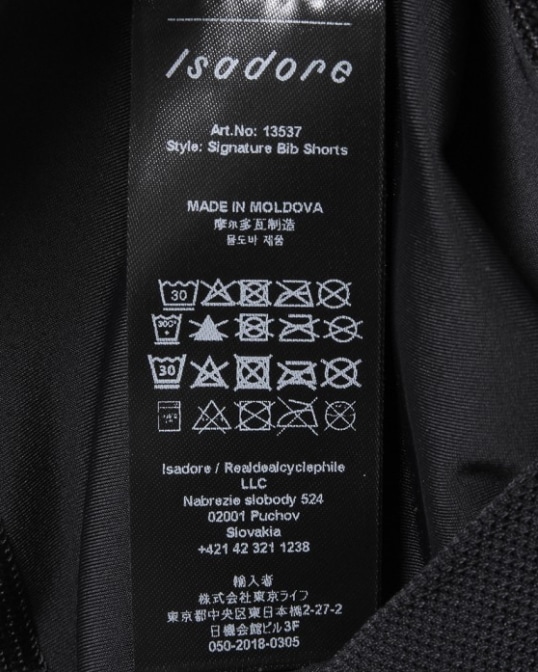 Isadore
Art.No: 13537
Style: Signature Bib Shorts
MADE IN MOLDOVA
摩尔多瓦制造
몰도바 제품
30
30
Isadore / Realdealcyclephile
LLC
Nabrezie slobody 524
02001 Puchov
Slovakia
+421 42 321 1238
輸入者
株式会社東京ライフ
東京都中央区東日本橋2-27-2
日機会館ビル3F
050-2018-0305